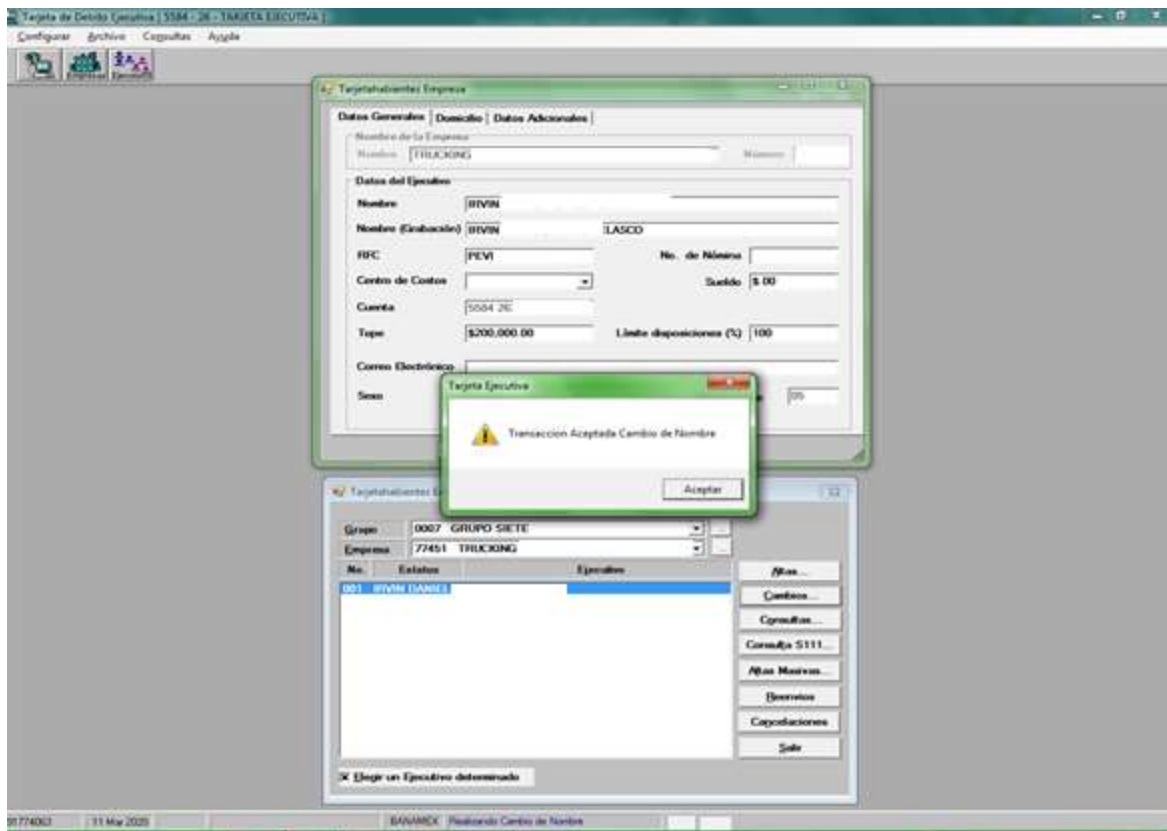 Tarjeta de Debito Ejecutiva [ 5584 - 26 - TARJETA EJECUTIVA ]
Configurar Archivo Consultas Ayuda
Empresas Ejecutivos
Tarjetahabientes Empresa
Datos Generales Domicilio Datos Adicionales
Nombre de la Empresa
Nombre TRUCKING Número
Datos del Ejecutivo
Nombre IRVIN
Nombre (Grabación) IRVIN LASCO
RFC PEVI No. de Nómina
Centro de Costos Sueldo $ 00
Cuenta 5584 26
Tope $200,000.00 Límite disposiciones (%) 100
Correo Electrónico
Sexo 05
Tarjeta Ejecutiva
Transacción Aceptada Cambio de Nombre
Aceptar
Tarjetahabientes
Grupo 0007 GRUPO SIETE
Empresa 77451 TRUCKING
No. Estatus Ejecutivo
001 IRVIN DANIEL
Altas...
Cambios...
Consultas...
Consulta S111...
Altas Masivas...
Reenvios
Cancelaciones
Salir
Elegir un Ejecutivo determinado
11 Mar 2020 BANAMEX Realizando Cambio de Nombre